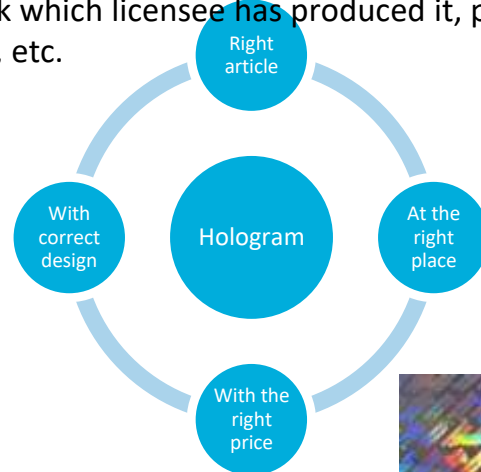 which licensee has produced it,
etc.
Right
article
With
correct
design
Hologram
At the
right
place
With the
right
price